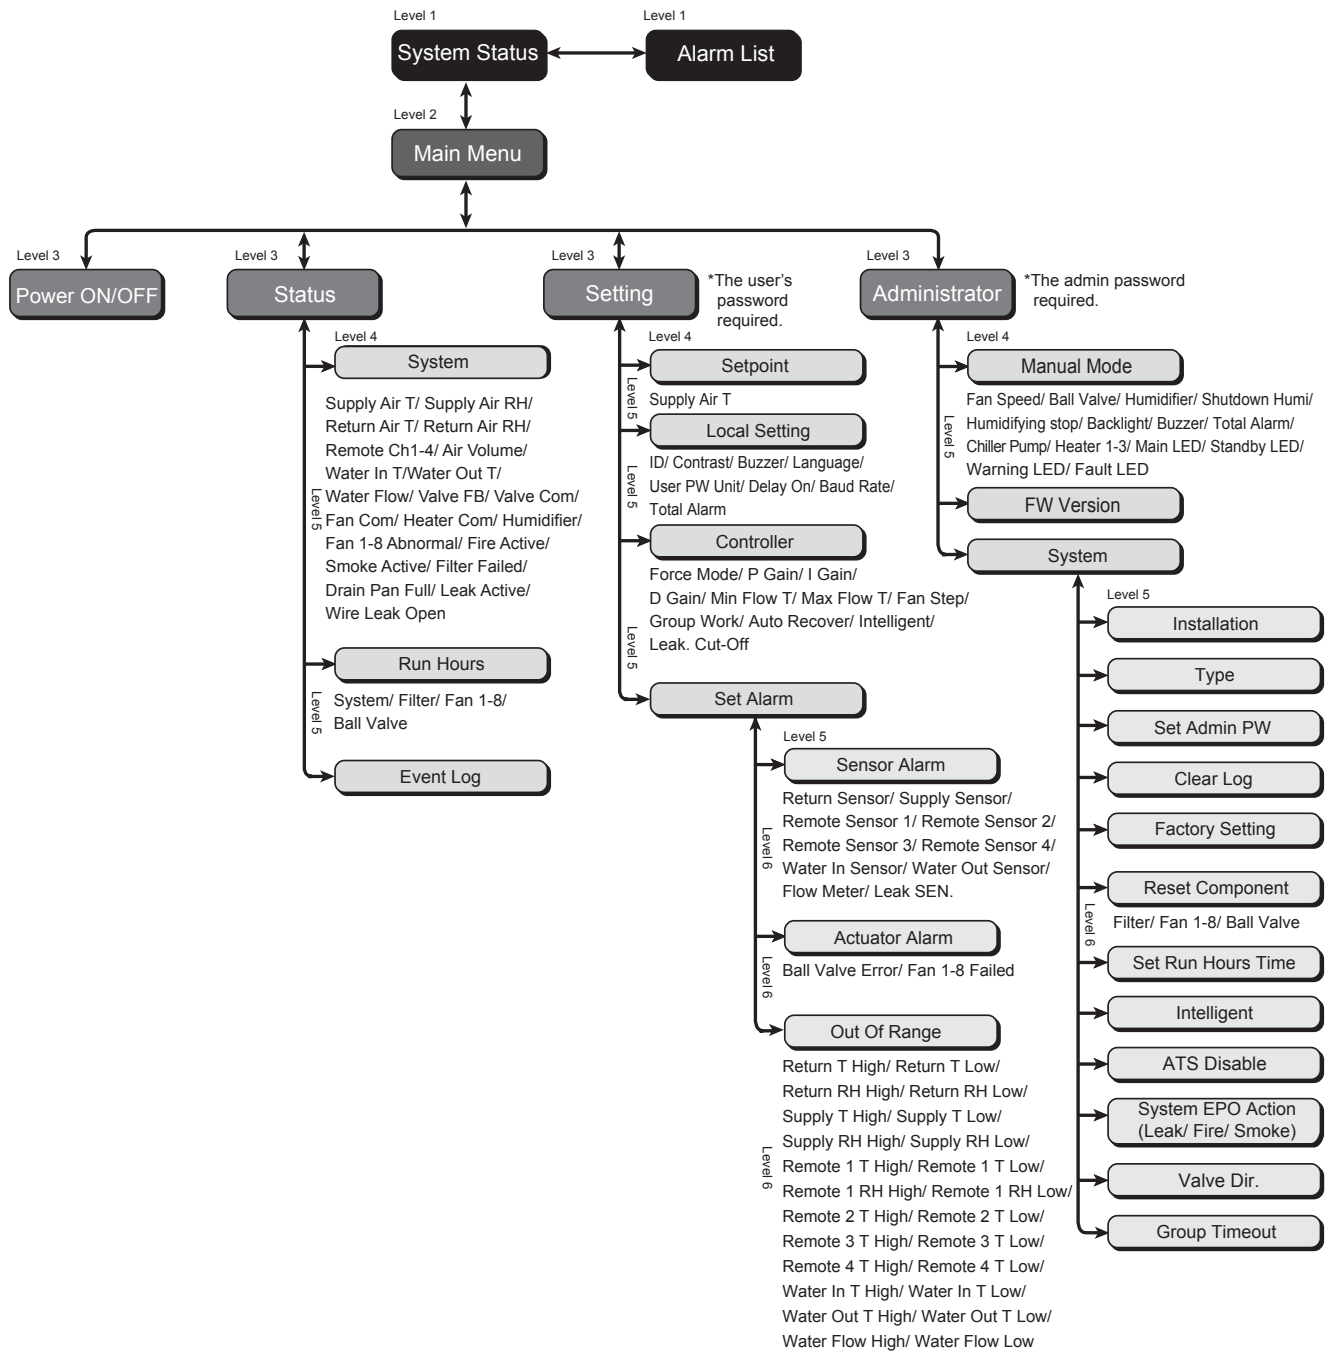 Level 1
Level 1
System Status
Alarm List
Level 2
Main Menu
Level 3
Power ON/OFF
Level 3
Status
Level 3
Setting
*The user's
password
required.
Level 3
Administrator
*The admin password
required.
Level 4
System
Supply Air T/ Supply Air RH/
Return Air T/ Return Air RH/
Remote Ch1-4/ Air Volume/
Water In T/Water Out T/
Water Flow/ Valve FB/ Valve Com/
Fan Com/ Heater Com/ Humidifier/
Fan 1-8 Abnormal/ Fire Active/
Smoke Active/ Filter Failed/
Drain Pan Full/ Leak Active/
Wire Leak Open
Level 5
Run Hours
System/ Filter/ Fan 1-8/
Ball Valve
Level 5
Event Log
Level 4
Setpoint
Level 5
Supply Air T
Local Setting
ID/ Contrast/ Buzzer/ Language/
User PW Unit/ Delay On/ Baud Rate/
Total Alarm
Level 5
Controller
Force Mode/ P Gain/ I Gain/
D Gain/ Min Flow T/ Max Flow T/ Fan Step/
Group Work/ Auto Recover/ Intelligent/
Leak. Cut-Off
Level 5
Set Alarm
Level 5
Sensor Alarm
Return Sensor/ Supply Sensor/
Remote Sensor 1/ Remote Sensor 2/
Remote Sensor 3/ Remote Sensor 4/
Water In Sensor/ Water Out Sensor/
Flow Meter/ Leak SEN.
Level 6
Actuator Alarm
Ball Valve Error/ Fan 1-8 Failed
Level 6
Out Of Range
Return T High/ Return T Low/
Return RH High/ Return RH Low/
Supply T High/ Supply T Low/
Supply RH High/ Supply RH Low/
Remote 1 T High/ Remote 1 T Low/
Remote 1 RH High/ Remote 1 RH Low/
Remote 2 T High/ Remote 2 T Low/
Remote 3 T High/ Remote 3 T Low/
Remote 4 T High/ Remote 4 T Low/
Water In T High/ Water In T Low/
Water Out T High/ Water Out T Low/
Water Flow High/ Water Flow Low
Level 6
Level 4
Manual Mode
Fan Speed/ Ball Valve/ Humidifier/ Shutdown Humi/
Humidifying stop/ Backlight/ Buzzer/ Total Alarm/
Chiller Pump/ Heater 1-3/ Main LED/ Standby LED/
Warning LED/ Fault LED
Level 5
FW Version
System
Level 5
Installation
Type
Set Admin PW
Clear Log
Factory Setting
Reset Component
Filter/ Fan 1-8/ Ball Valve
Level 6
Set Run Hours Time
Intelligent
ATS Disable
System EPO Action
(Leak/ Fire/ Smoke)
Valve Dir.
Group Timeout